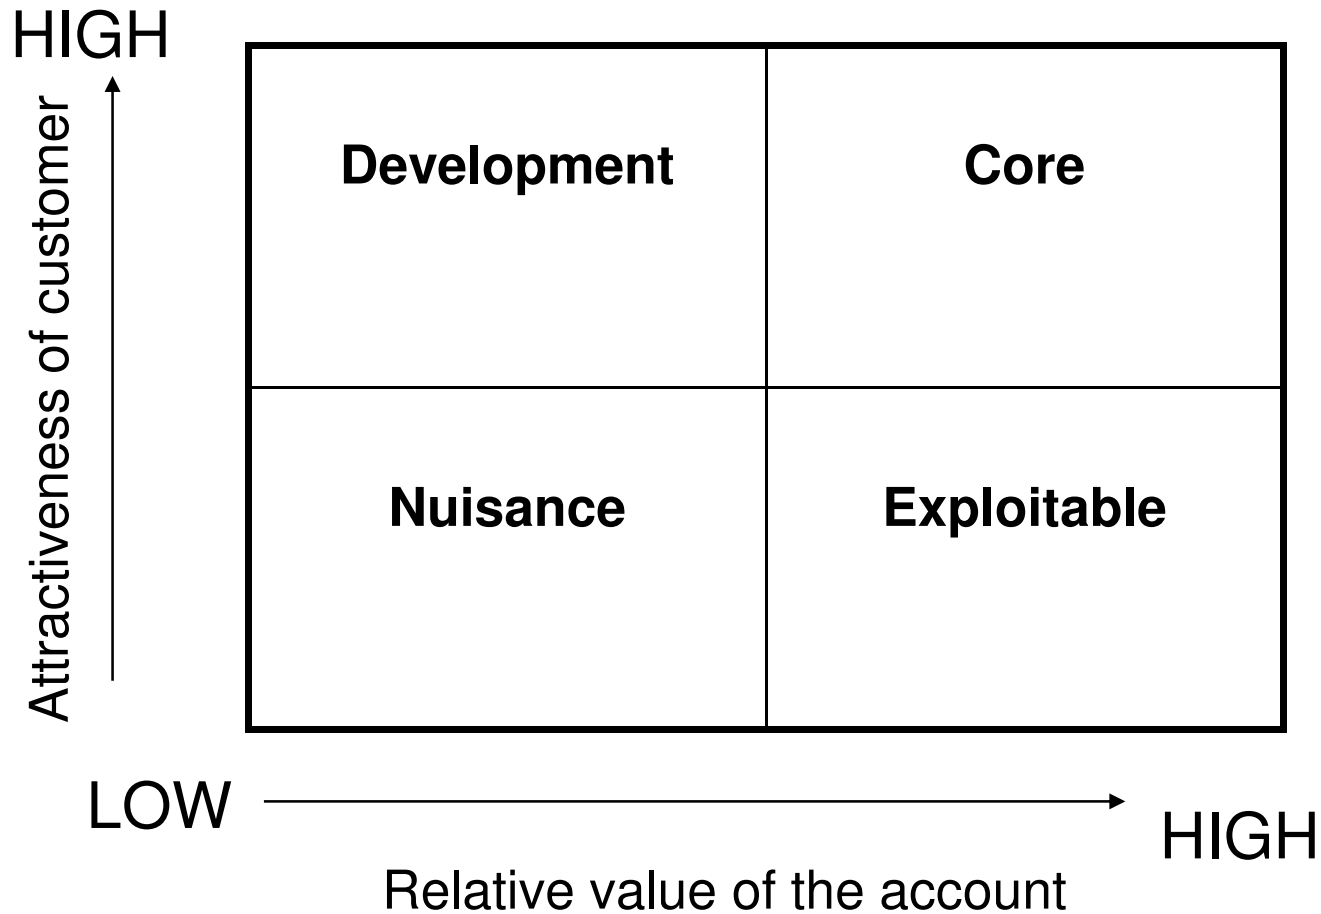 HIGH
Attractiveness of customer
Development
Core
Nuisance
Exploitable
LOW
HIGH
Relative value of the account